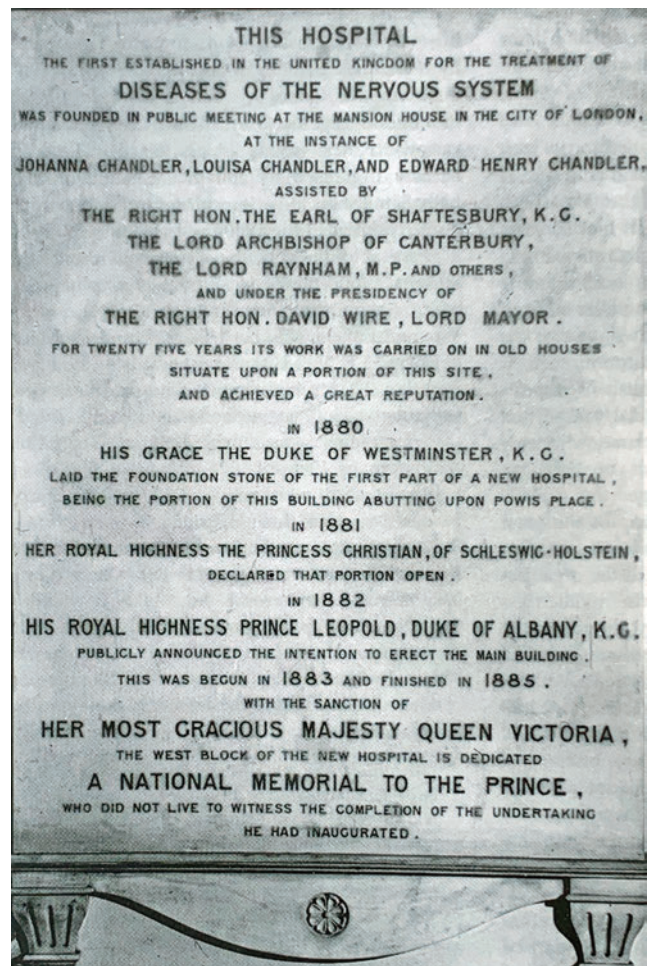 THIS HOSPITAL
THE FIRST ESTABLISHED IN THE UNITED KINGDOM FOR THE TREATMENT OF
DISEASES OF THE NERVOUS SYSTEM
WAS FOUNDED IN PUBLIC MEETING AT THE MANSION HOUSE IN THE CITY OF LONDON,
AT THE INSTANCE OF
JOHANNA CHANDLER, LOUISA CHANDLER, AND EDWARD HENRY CHANDLER,
ASSISTED BY
THE RIGHT HON. THE EARL OF SHAFTESBURY, K.G.
THE LORD ARCHBISHOP OF CANTERBURY,
THE LORD RAYNHAM, M.P. AND OTHERS,
AND UNDER THE PRESIDENCY OF
THE RIGHT HON. DAVID WIRE, LORD MAYOR.
FOR TWENTY FIVE YEARS ITS WORK WAS CARRIED ON IN OLD HOUSES
SITUATE UPON A PORTION OF THIS SITE,
AND ACHIEVED A GREAT REPUTATION.
IN 1880
HIS GRACE THE DUKE OF WESTMINSTER, K.G.
LAID THE FOUNDATION STONE OF THE FIRST PART OF A NEW HOSPITAL,
BEING THE PORTION OF THIS BUILDING ABUTTING UPON POWIS PLACE.
IN 1881
HER ROYAL HIGHNESS THE PRINCESS CHRISTIAN, OF SCHLESWIG-HOLSTEIN,
DECLARED THAT PORTION OPEN.
IN 1882
HIS ROYAL HIGHNESS PRINCE LEOPOLD, DUKE OF ALBANY, K.G.
PUBLICLY ANNOUNCED THE INTENTION TO ERECT THE MAIN BUILDING.
THIS WAS BEGUN IN 1883 AND FINISHED IN 1885.
WITH THE SANCTION OF
HER MOST GRACIOUS MAJESTY QUEEN VICTORIA,
THE WEST BLOCK OF THE NEW HOSPITAL IS DEDICATED
A NATIONAL MEMORIAL TO THE PRINCE,
WHO DID NOT LIVE TO WITNESS THE COMPLETION OF THE UNDERTAKING
HE HAD INAUGURATED.